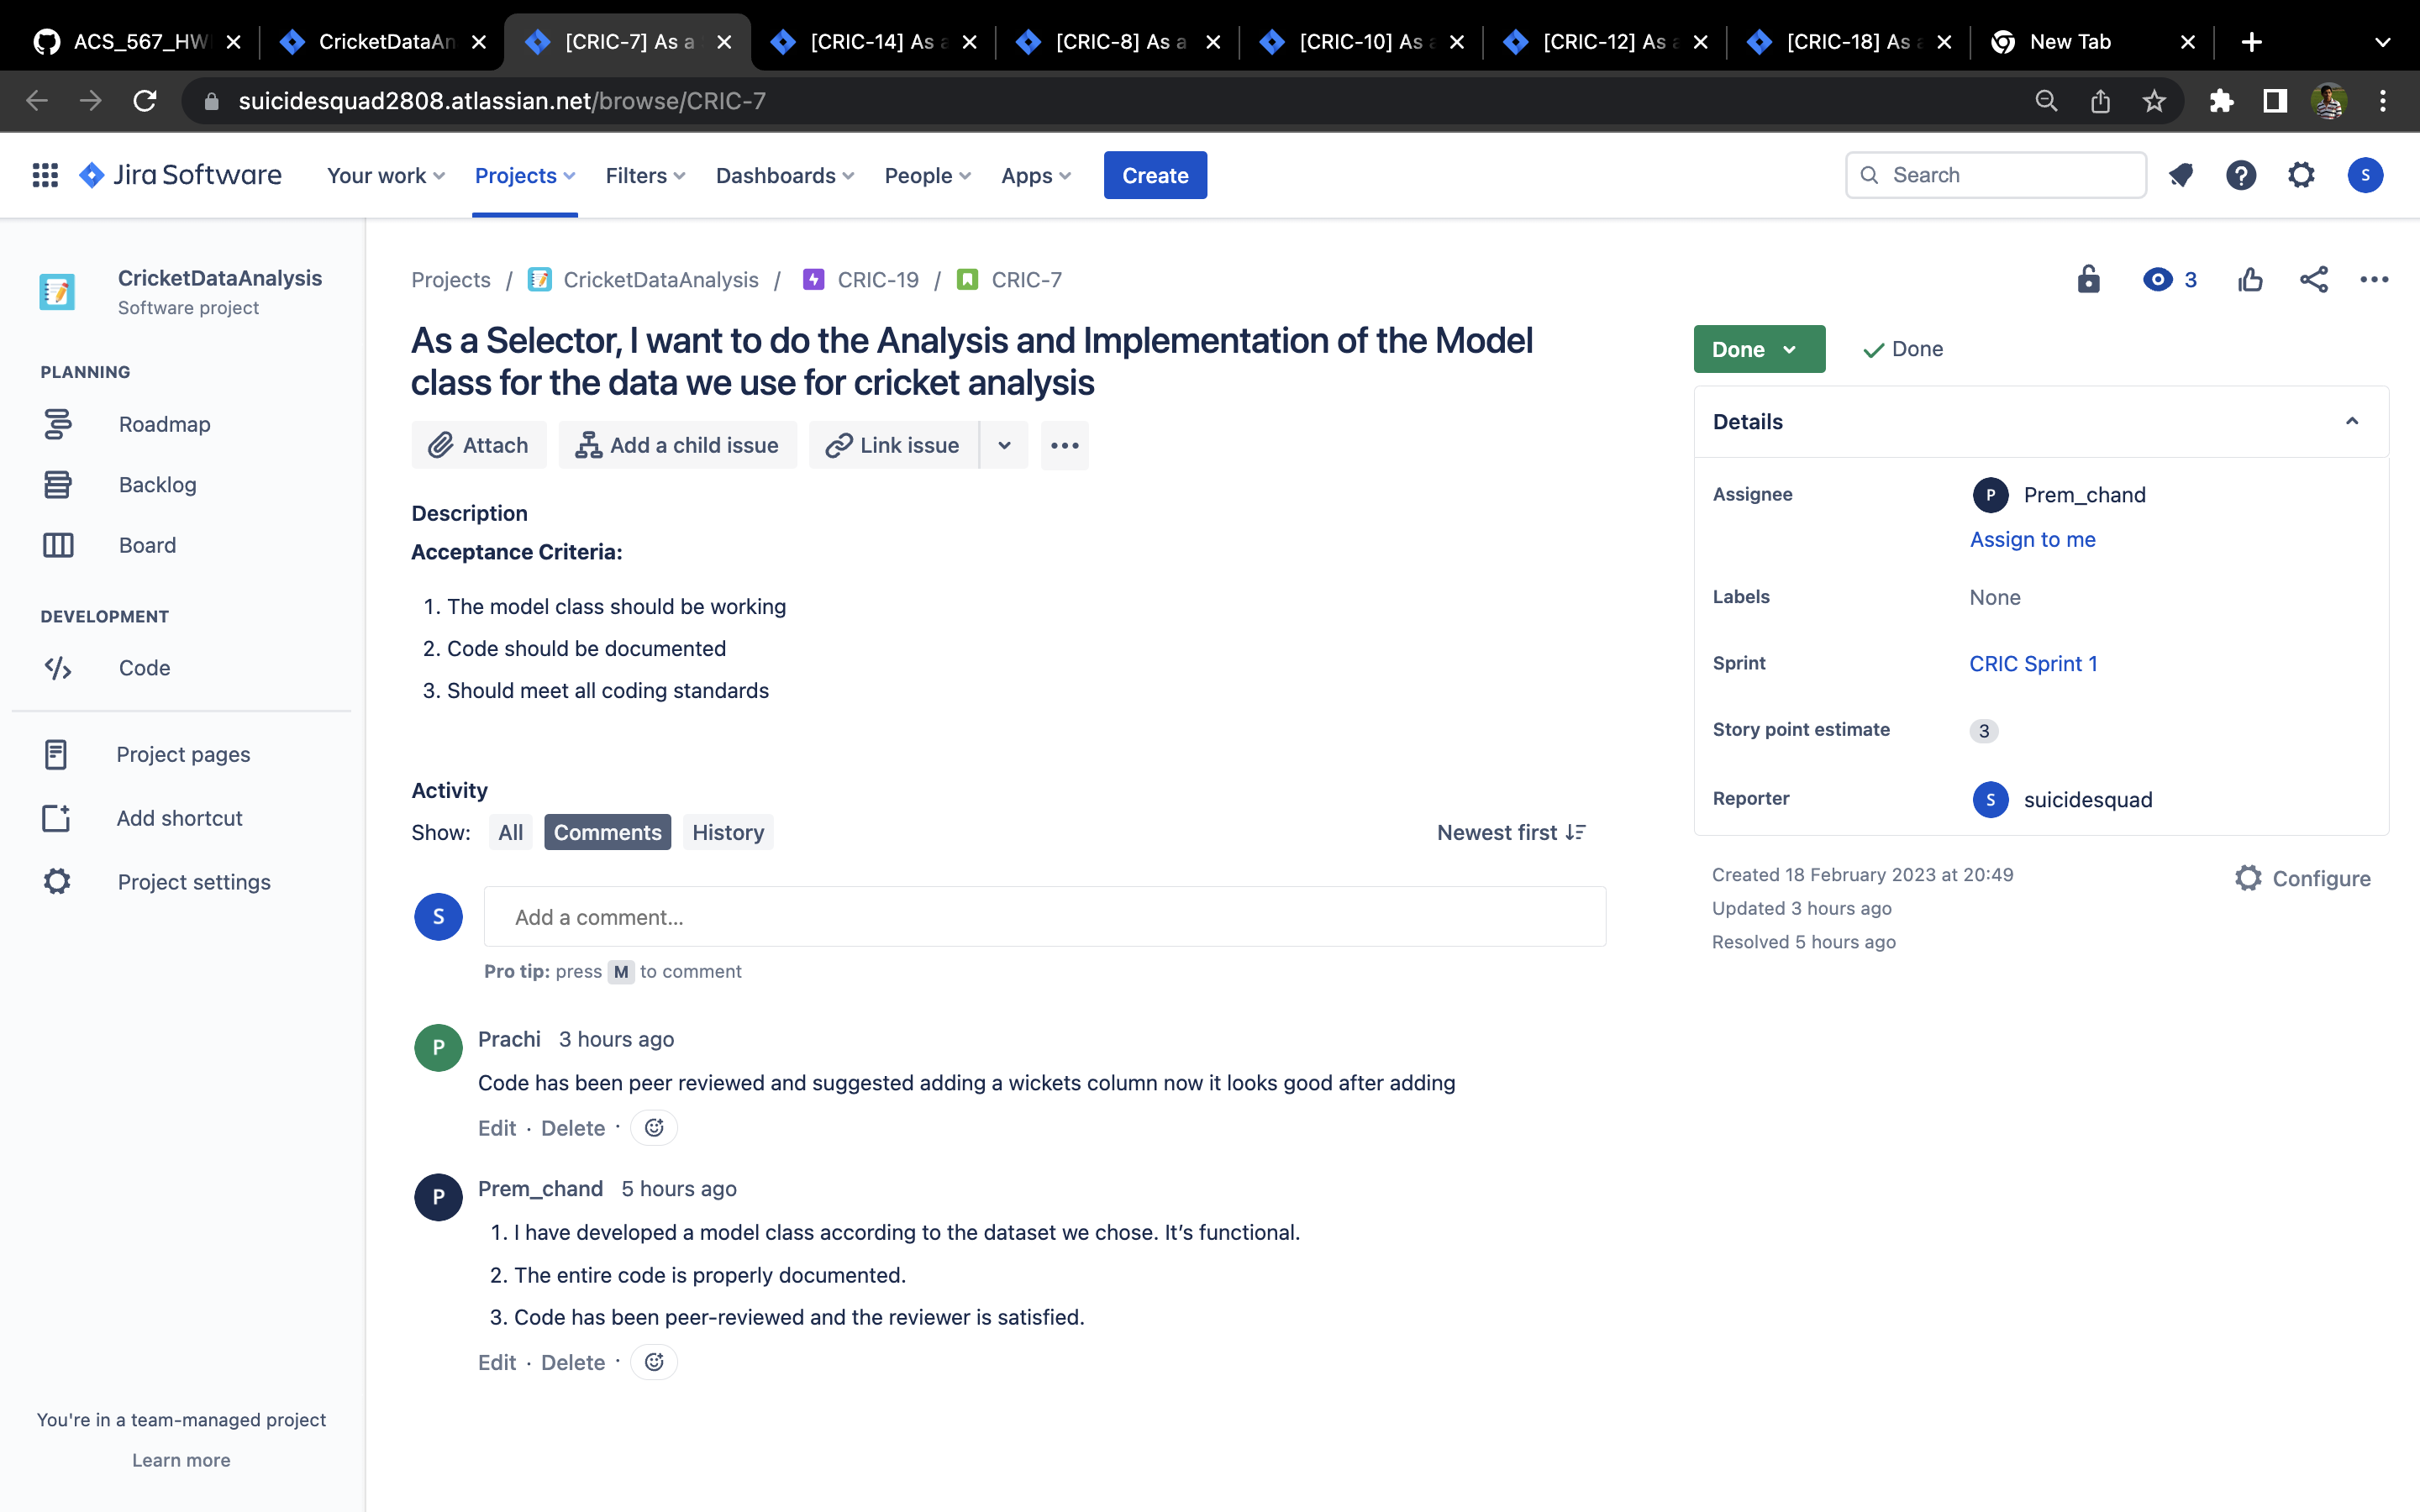 ACS_567_HW
CricketDataAn
[CRIC-7] As a
[CRIC-14] As a
[CRIC-8] As a
[CRIC-10] As a
[CRIC-12] As a
[CRIC-18] As a
New Tab
suicidesquad2808.atlassian.net/browse/CRIC-7
Jira Software
Your work
Projects
Filters
Dashboards
People
Apps
Create
Search
?
S
CricketDataAnalysis
Software project
PLANNING
Roadmap
Backlog
Board
DEVELOPMENT
Code
Project pages
Add shortcut
Project settings
You're in a team-managed project
Learn more
Projects / CricketDataAnalysis / CRIC-19 / CRIC-7
3
As a Selector, I want to do the Analysis and Implementation of the Model
class for the data we use for cricket analysis
Attach
Add a child issue
Link issue
Description
Acceptance Criteria:
1. The model class should be working
2. Code should be documented
3. Should meet all coding standards
Activity
Show: All Comments History
Newest first
S
Add a comment...
Pro tip: press M to comment
P
Prachi 3 hours ago
Code has been peer reviewed and suggested adding a wickets column now it looks good after adding
Edit · Delete ·
P
Prem_chand 5 hours ago
1. I have developed a model class according to the dataset we chose. It’s functional.
2. The entire code is properly documented.
3. Code has been peer-reviewed and the reviewer is satisfied.
Edit · Delete ·
Done
Done
Details
Assignee
P
Prem_chand
Assign to me
Labels
None
Sprint
CRIC Sprint 1
Story point estimate
3
Reporter
S
suicidesquad
Created 18 February 2023 at 20:49
Updated 3 hours ago
Resolved 5 hours ago
Configure